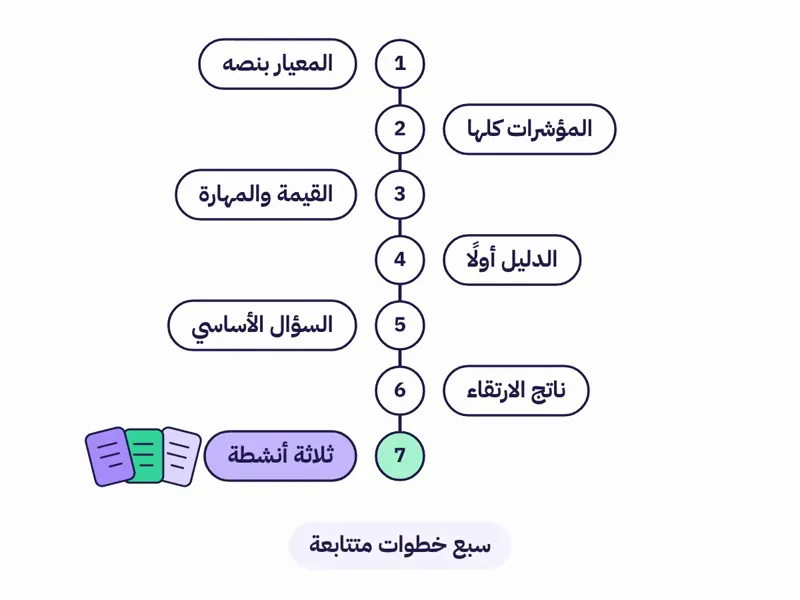 1
المعيار بنصه
2
المؤشرات كلها
3
القيمة والمهارة
4
الدليل أولًا
5
السؤال الأساسي
6
ناتج الارتقاء
7
ثلاثة أنشطة
سبع خطوات متتابعة